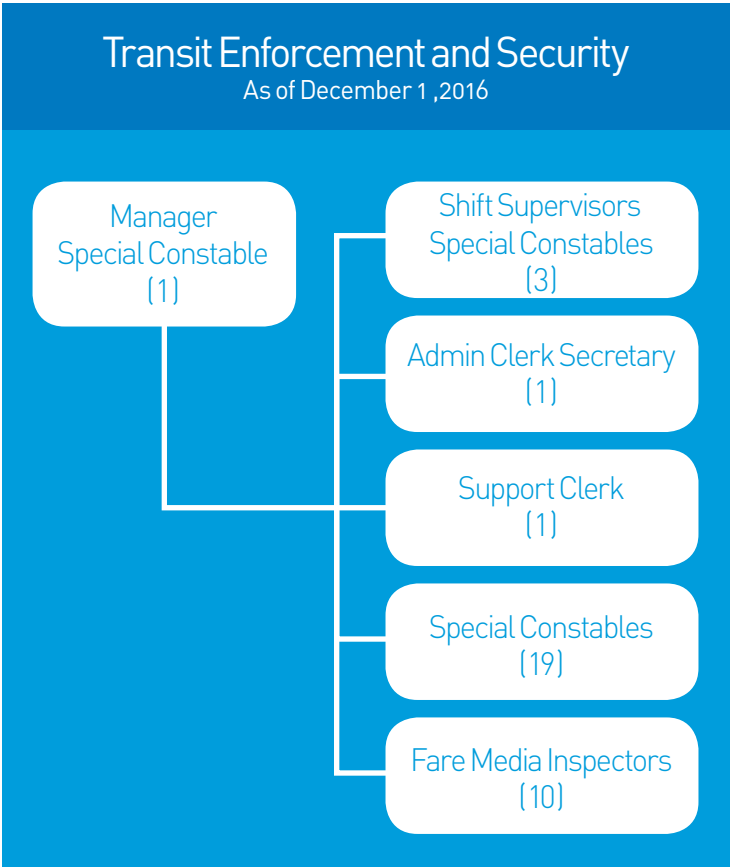 Transit Enforcement and Security
As of December 1 ,2016
Manager
Special Constable
(1)
Shift Supervisors
Special Constables
(3)
Admin Clerk Secretary
(1)
Support Clerk
(1)
Special Constables
(19)
Fare Media Inspectors
(10)